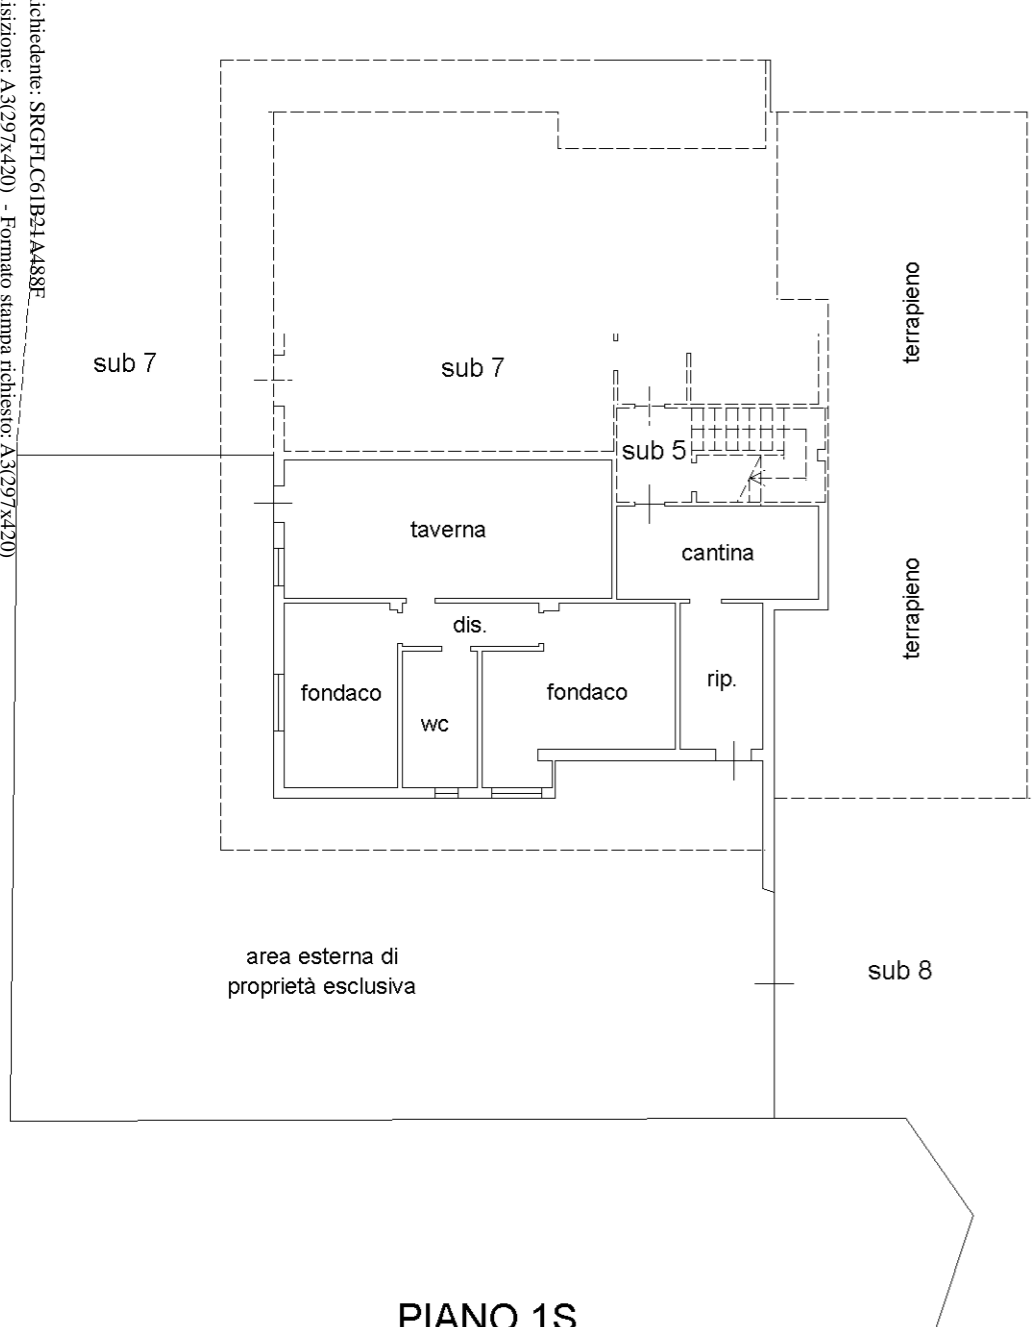 ichiedente: SRGFLC61B21A488F
isizione: A3(297x420) - Formato stampa richiesto: A3(297x420)
terrapieno
sub 7
sub 7
sub 5
taverna
cantina
terrapieno
dis.
fondaco
fondaco
rip.
wc
area esterna di
proprietà esclusiva
sub 8
PIANO 1S